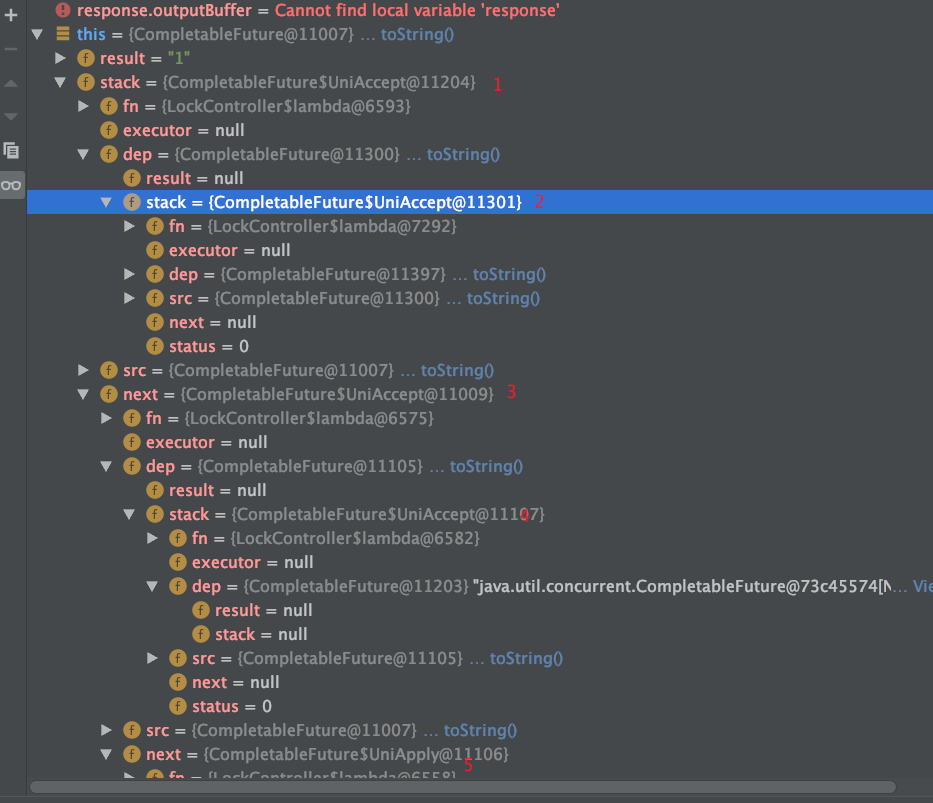 response.outputBuffer = Cannot find local variable 'response'
this = {CompletableFuture@11007} ... toString()
f result = "1"
f stack = {CompletableFuture$UniAccept@11204} 1
f fn = {LockController$lambda@6593}
f executor = null
f dep = {CompletableFuture@11300} ... toString()
f result = null
f stack = {CompletableFuture$UniAccept@11301} 2
f fn = {LockController$lambda@7292}
f executor = null
f dep = {CompletableFuture@11397} ... toString()
f src = {CompletableFuture@11300} ... toString()
f next = null
f status = 0
f src = {CompletableFuture@11007} ... toString()
f next = {CompletableFuture$UniAccept@11009} 3
f fn = {LockController$lambda@6575}
f executor = null
f dep = {CompletableFuture@11105} ... toString()
f result = null
f stack = {CompletableFuture$UniAccept@11107} 4
f fn = {LockController$lambda@6582}
f executor = null
f dep = {CompletableFuture@11203} "java.util.concurrent.CompletableFuture@73c45574[N... Vie
f result = null
f stack = null
f src = {CompletableFuture@11105} ... toString()
f next = null
f status = 0
f src = {CompletableFuture@11007} ... toString()
f next = {CompletableFuture$UniApply@11106} 5
f fn = {LockController$lambda@6558}